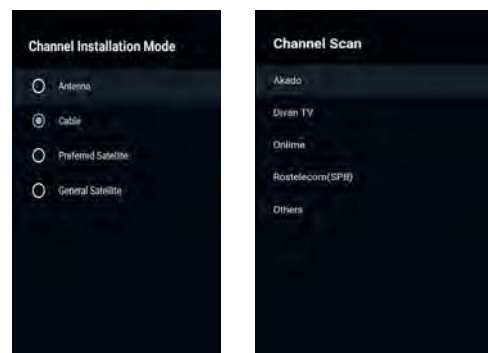 Channel Installation Mode
Antenna
Cable
Preferred Satellite
General Satellite
Channel Scan
Akado
Divan TV
Onlime
Rostelecom(SPB)
Others